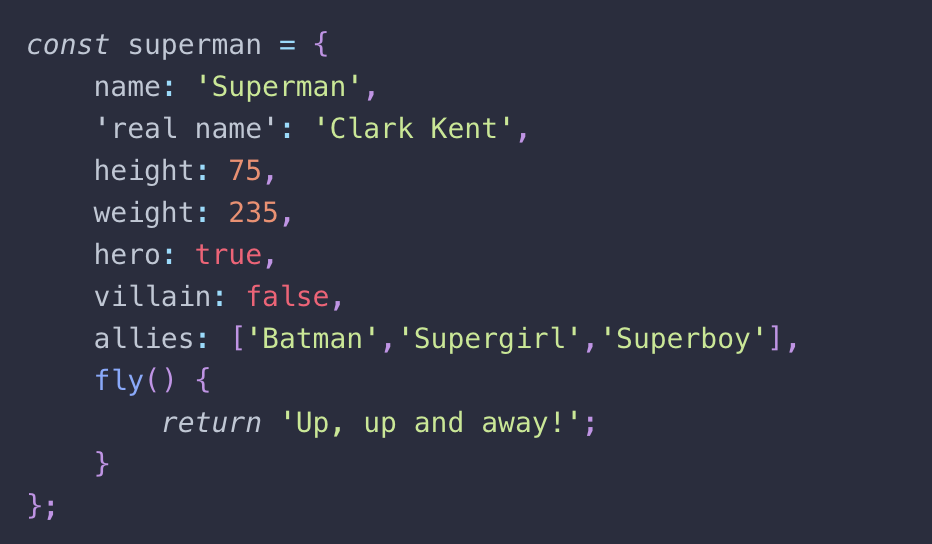 const superman = {
    name: 'Superman',
    'real name': 'Clark Kent',
    height: 75,
    weight: 235,
    hero: true,
    villain: false,
    allies: ['Batman','Supergirl','Superboy'],
    fly() {
        return 'Up, up and away!';
    }
};